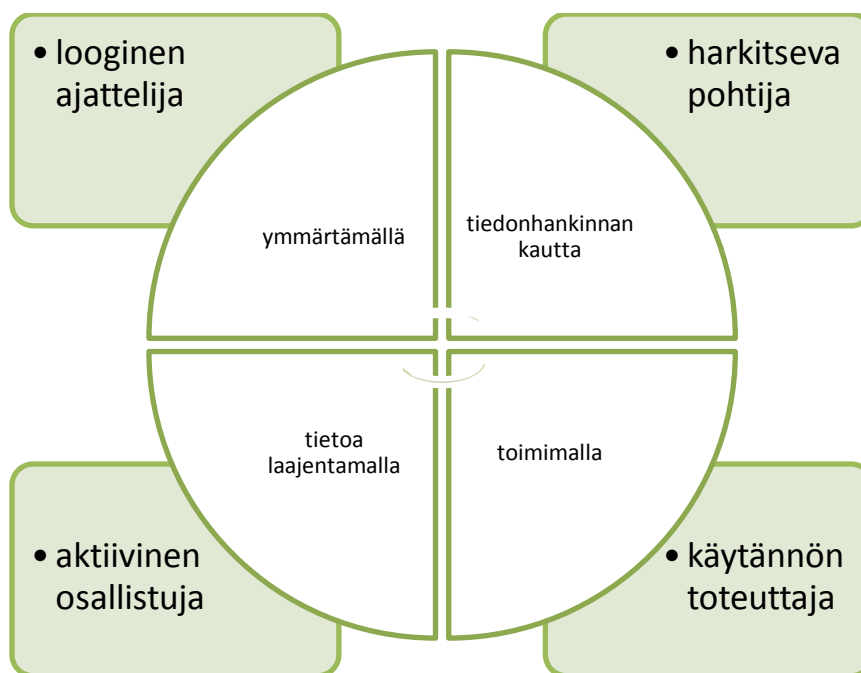 • looginen
ajattelija
• harkitseva
pohtija
ymmärtämällä
tiedonhankinnan
kautta
tietoa
laajentamalla
toimimalla
• aktiivinen
osallistuja
• käytännön
toteuttaja